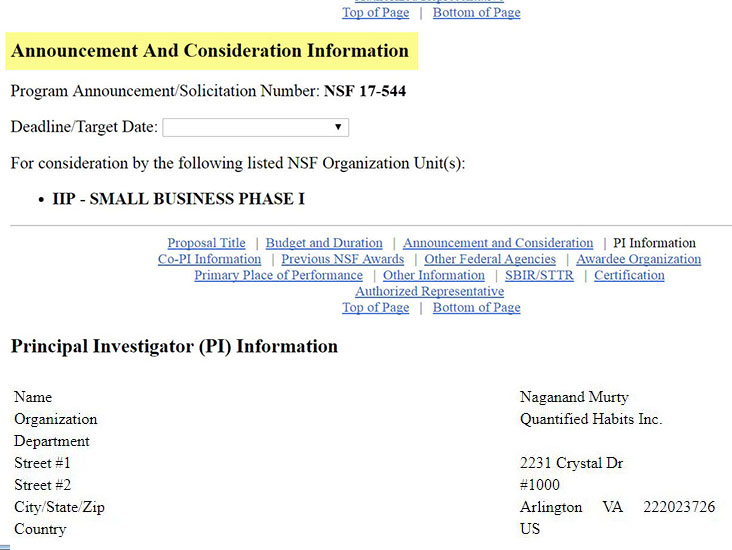 Top of Page | Bottom of Page
Announcement And Consideration Information
Program Announcement/Solicitation Number: NSF 17-544
Deadline/Target Date:
For consideration by the following listed NSF Organization Unit(s):
• IIP - SMALL BUSINESS PHASE I
Proposal Title | Budget and Duration | Announcement and Consideration | PI Information
Co-PI Information | Previous NSF Awards | Other Federal Agencies | Awardee Organization
Primary Place of Performance | Other Information | SBIR/STTR | Certification
Authorized Representative
Top of Page | Bottom of Page
Principal Investigator (PI) Information
Name Naganand Murty
Organization Quantified Habits Inc.
Department
Street #1 2231 Crystal Dr
Street #2 #1000
City/State/Zip Arlington VA 222023726
Country US